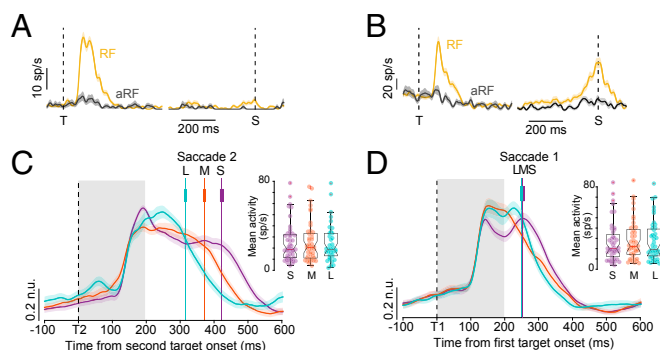 A
10 sp/s
RF
aRF
T
S
200 ms
B
20 sp/s
RF
aRF
T
S
200 ms
C
Saccade 2
L M S
0.2 n.u.
-100 T2 100 200 300 400 500 600
Time from second target onset (ms)
Mean activity
(sp/s)
80
40
0
S M L
D
Saccade 1
LMS
0.2 n.u.
-100 T1 100 200 300 400 500 600
Time from first target onset (ms)
Mean activity
(sp/s)
80
40
0
S M L